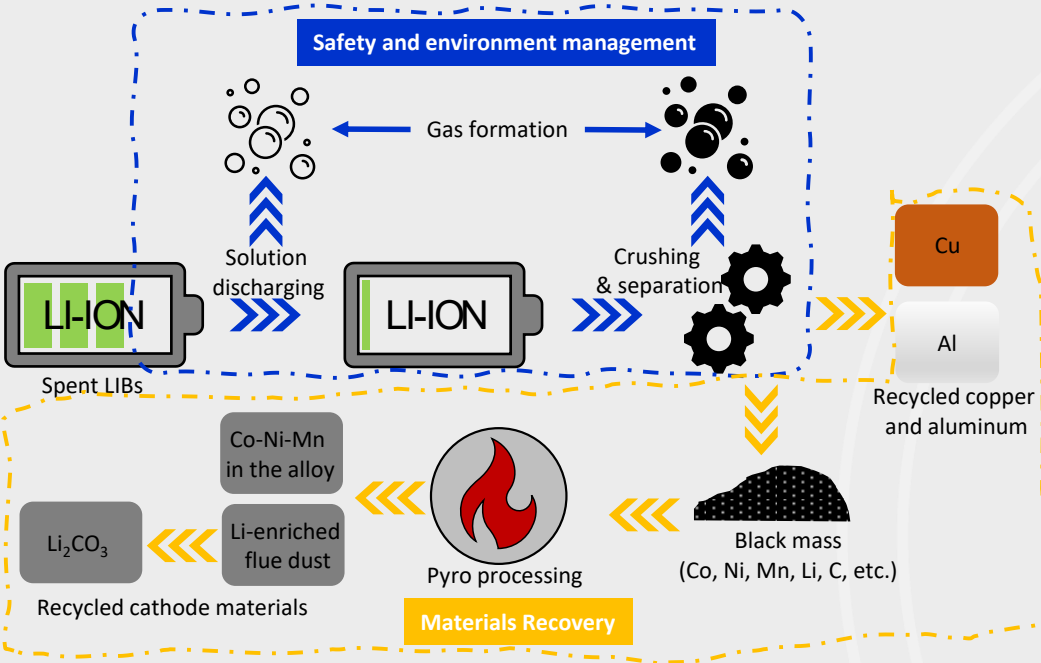 Safety and environment management
Gas formation
Solution
discharging
Crushing
& separation
LI-ION
LI-ION
Spent LIBs
Cu
Al
Recycled copper
and aluminum
Co-Ni-Mn
in the alloy
Li-enriched
flue dust
Li₂CO₃
Recycled cathode materials
Pyro processing
Black mass
(Co, Ni, Mn, Li, C, etc.)
Materials Recovery